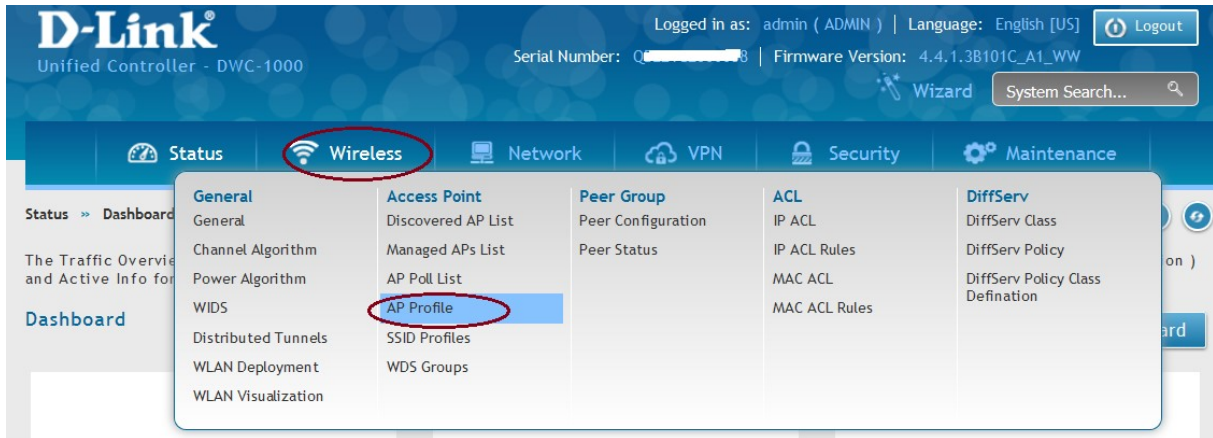 D-Link®
Unified Controller - DWC-1000
Logged in as: admin ( ADMIN ) | Language: English [US]
Logout
Serial Number: | Firmware Version: 4.4.1.3B101C_A1_WW
Wizard
System Search...
Status
Wireless
Network
VPN
Security
Maintenance
Status » Dashboard
The Traffic
and Active Info for
on )
Dashboard
General
General
Channel Algorithm
Power Algorithm
WIDS
Distributed Tunnels
WLAN Deployment
WLAN Visualization
Access Point
Discovered AP List
Managed APs List
AP Poll List
AP Profile
SSID Profiles
WDS Groups
Peer Group
Peer Configuration
Peer Status
ACL
IP ACL
IP ACL Rules
MAC ACL
MAC ACL Rules
DiffServ
DiffServ Class
DiffServ Policy
DiffServ Policy Class
Defination